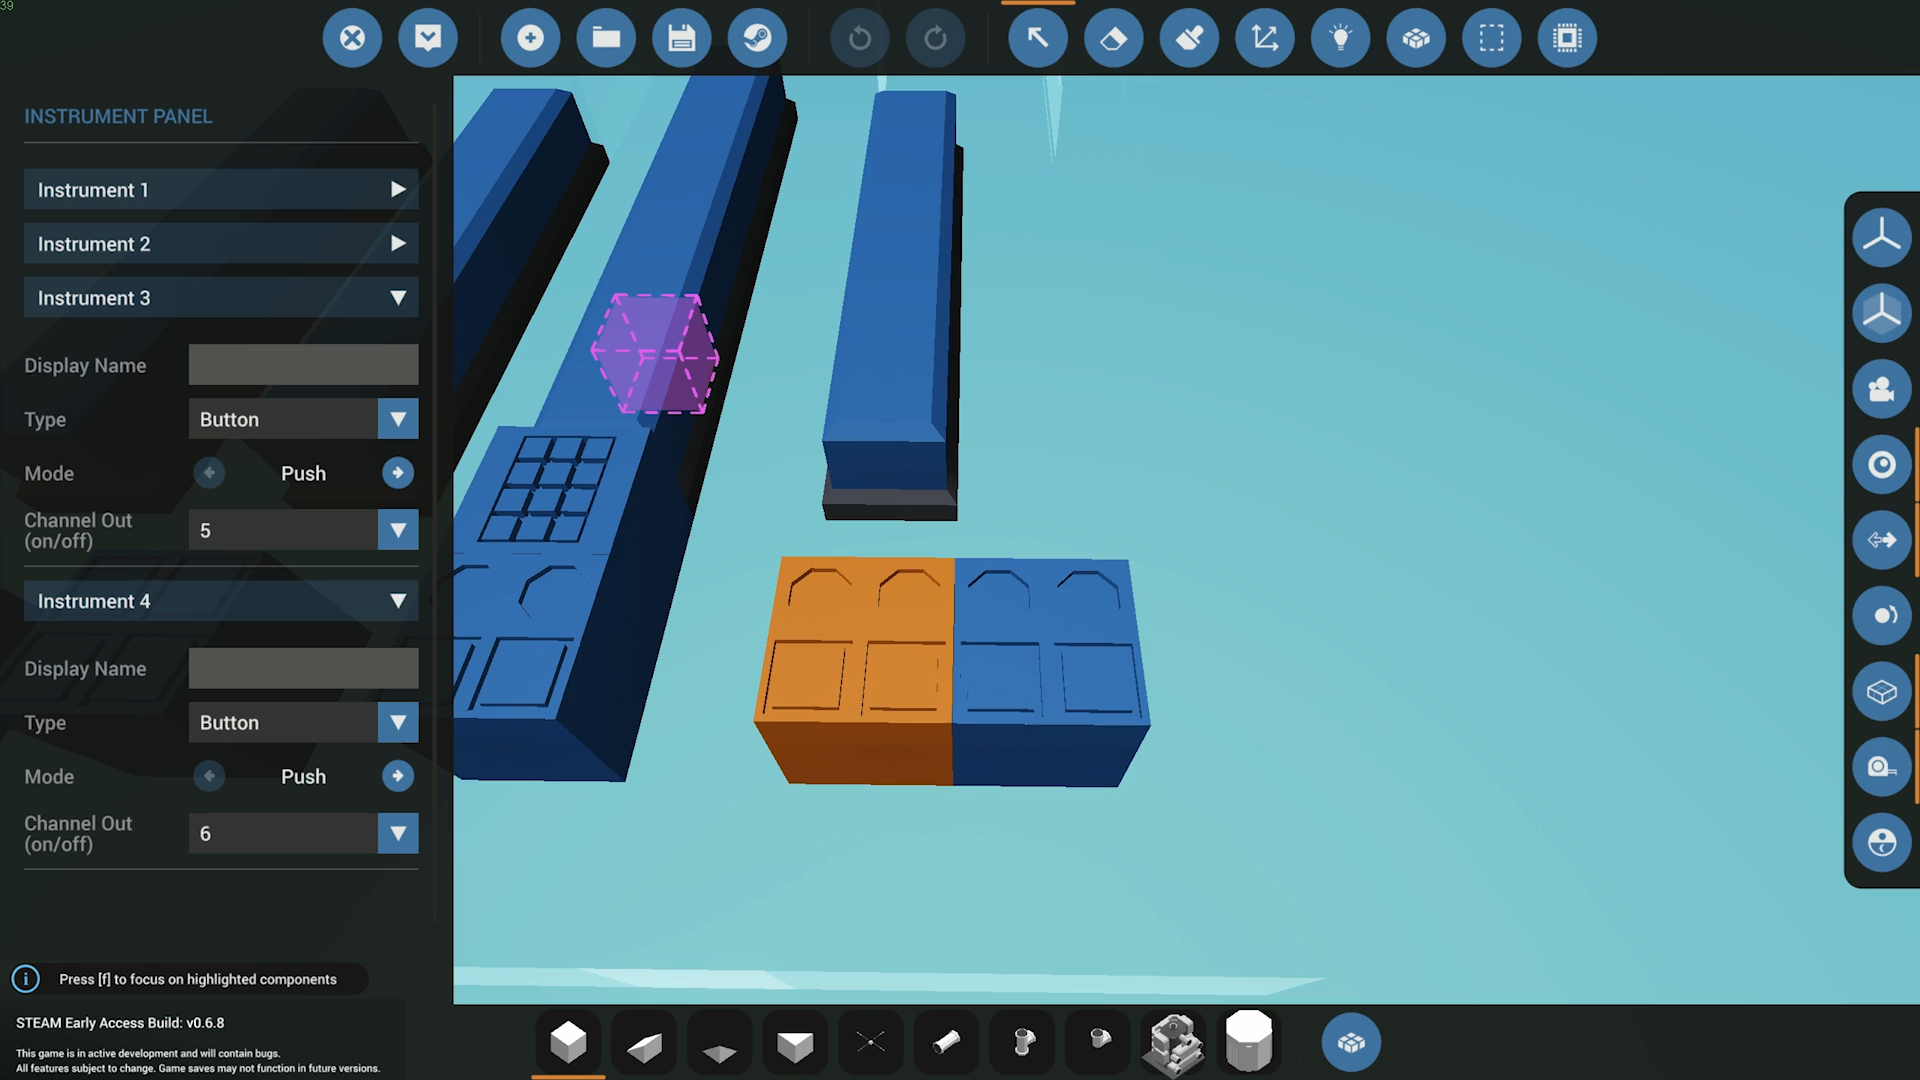 39
INSTRUMENT PANEL
Instrument 1
Instrument 2
Instrument 3
Display Name
Type Button
Mode Push
Channel Out
(on/off) 5
Instrument 4
Display Name
Type Button
Mode Push
Channel Out
(on/off) 6
Press [f] to focus on highlighted components
STEAM Early Access Build: v0.6.8
This game is in active development and will contain bugs.
All features subject to change. Game saves may not function in future versions.